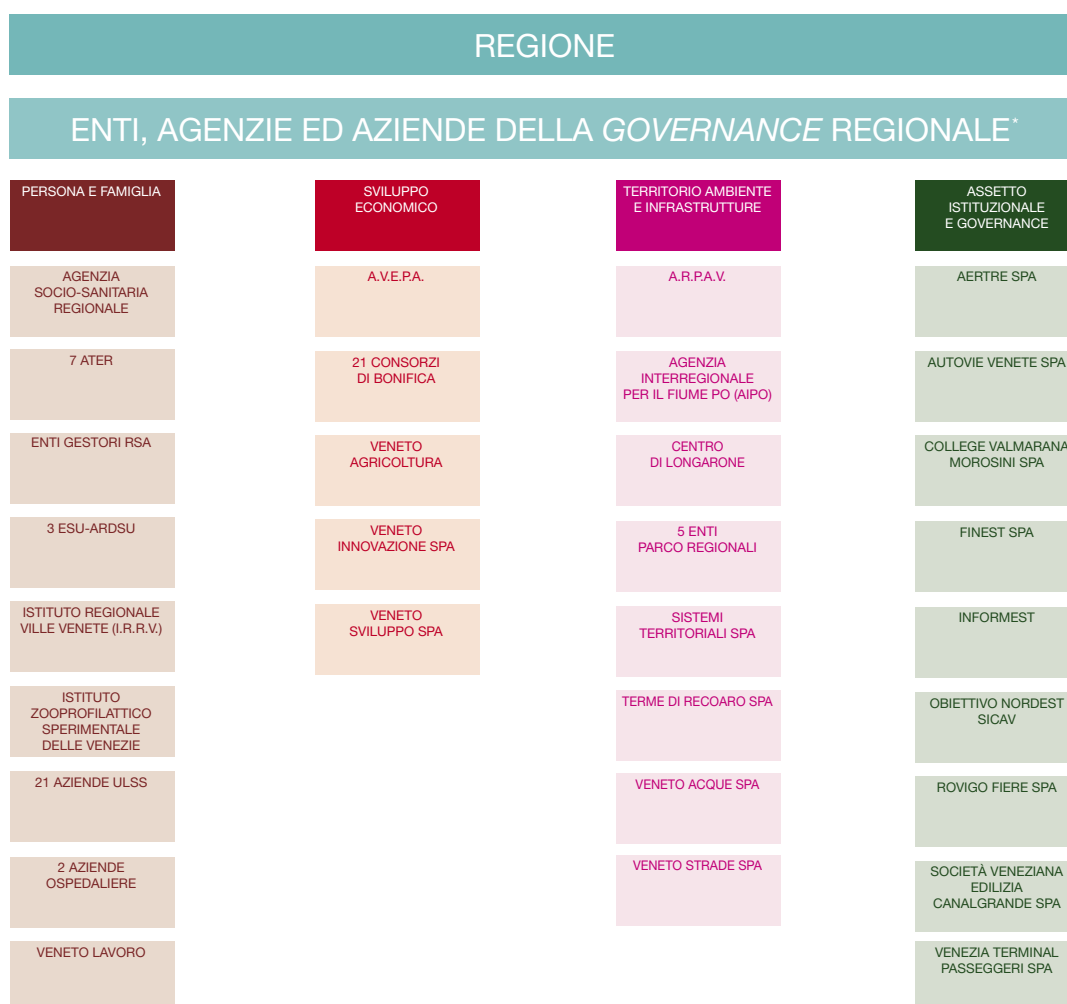 REGIONE
ENTI, AGENZIE ED AZIENDE DELLA GOVERNANCE REGIONALE*
PERSONA E FAMIGLIA
AGENZIA
SOCIO-SANITARIA
REGIONALE
7 ATER
ENTI GESTORI RSA
3 ESU-ARDSU
ISTITUTO REGIONALE
VILLE VENETE (I.R.R.V.)
ISTITUTO
ZOOPROFILATTICO
SPERIMENTALE
DELLE VENEZIE
21 AZIENDE ULSS
2 AZIENDE
OSPEDALIERE
VENETO LAVORO
SVILUPPO
ECONOMICO
A.V.E.P.A.
21 CONSORZI
DI BONIFICA
VENETO
AGRICOLTURA
VENETO
INNOVAZIONE SPA
VENETO
SVILUPPO SPA
TERRITORIO AMBIENTE
E INFRASTRUTTURE
A.R.P.A.V.
AGENZIA
INTERREGIONALE
PER IL FIUME PO (AIPO)
CENTRO
DI LONGARONE
5 ENTI
PARCO REGIONALI
SISTEMI
TERRITORIALI SPA
TERME DI RECOARO SPA
VENETO ACQUE SPA
VENETO STRADE SPA
ASSETTO
ISTITUZIONALE
E GOVERNANCE
AERTRE SPA
AUTOVIE VENETE SPA
COLLEGE VALMARANA
MOROSINI SPA
FINEST SPA
INFORMEST
OBIETTIVO NORDEST
SICAV
ROVIGO FIERE SPA
SOCIETÀ VENEZIANA
EDILIZIA
CANALGRANDE SPA
VENEZIA TERMINAL
PASSEGGERI SPA